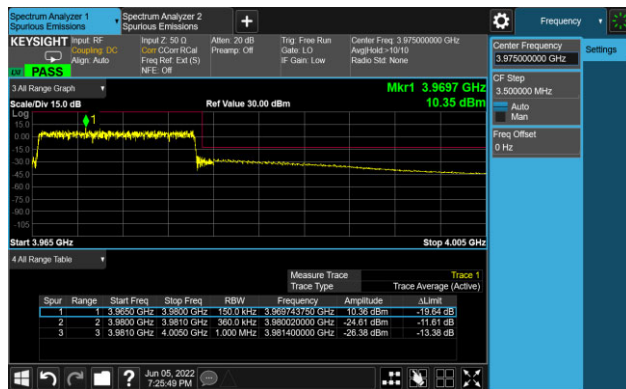 Spectrum Analyzer 1
Spurious Emissions
Spectrum Analyzer 2
Spurious Emissions
Frequency
KEYSIGHT
Input: RF
Coupling: DC
Align: Auto
Input Z: 50 Ω
Corr CCorr RCal
Freq Ref: Ext (S)
NFE: Off
Atten: 20 dB
Preamp: Off
Trig: Free Run
Gate: LO
IF Gain: Low
Center Freq: 3.975000000 GHz
Avg|Hold:>10/10
Radio Std: None
PASS
Center Frequency
3.975000000 GHz
Settings
CF Step
3.500000 MHz
Auto
Man
Freq Offset
0 Hz
3 All Range Graph
Mkr1 3.9697 GHz
Scale/Div 15.0 dB
Ref Value 30.00 dBm
10.35 dBm
Log
15.0
0.00
-15.0
-30.0
-45.0
-60.0
-75.0
-90.0
-105
1
Start 3.965 GHz
Stop 4.005 GHz
4 All Range Table
Measure Trace Trace 1
Trace Type Trace Average (Active)
Spur Range Start Freq Stop Freq RBW Frequency Amplitude ΔLimit
1 1 3.9650 GHz 3.9800 GHz 150.0 kHz 3.969743750 GHz 10.36 dBm -19.64 dB
2 2 3.9800 GHz 3.9810 GHz 360.0 kHz 3.980020000 GHz -24.61 dBm -11.61 dB
3 3 3.9810 GHz 4.0050 GHz 1.000 MHz 3.981400000 GHz -26.38 dBm -13.38 dB
Jun 05, 2022
7:25:49 PM